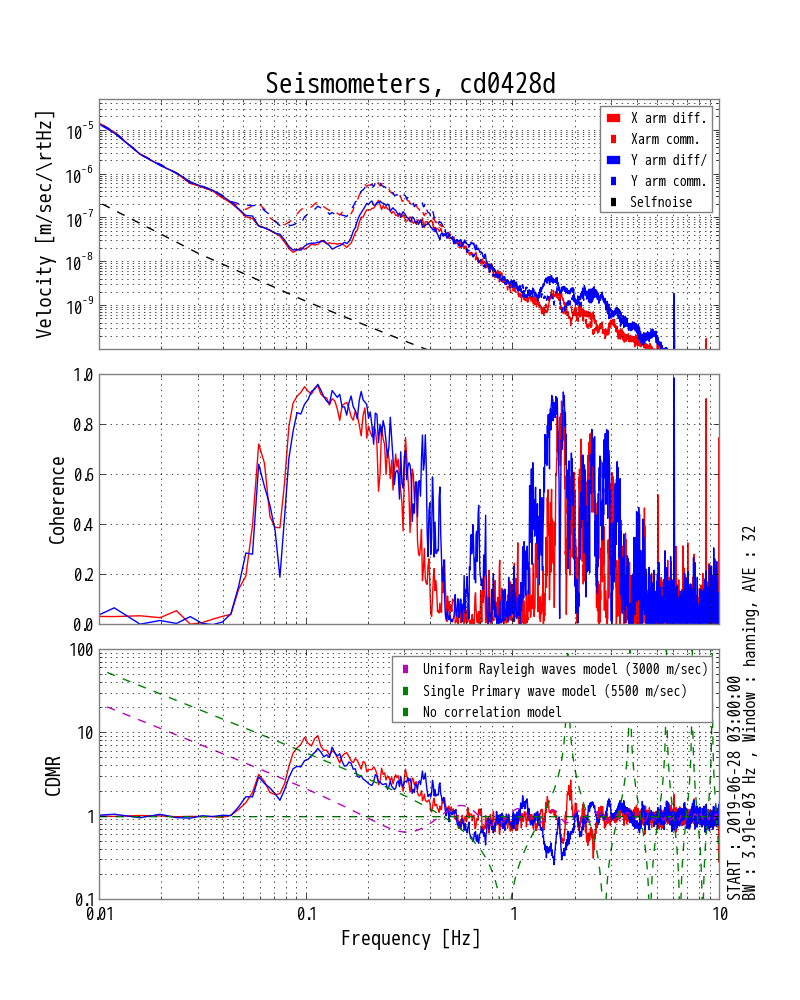 Seismometers, cd0428d
Velocity [m/sec/\rtHz]
10^-5
10^-6
10^-7
10^-8
10^-9
X arm diff.
Xarm comm.
Y arm diff/
Y arm comm.
Selfnoise
Coherence
1.0
0.8
0.6
0.4
0.2
0.0
CDMR
100
10
1
0.1
Uniform Rayleigh waves model (3000 m/sec)
Single Primary wave model (5500 m/sec)
No correlation model
0.01
0.1
1
10
Frequency [Hz]
START : 2019-06-28 03:00:00
BW : 3.91e-03 Hz , Window : hanning, AVE : 32